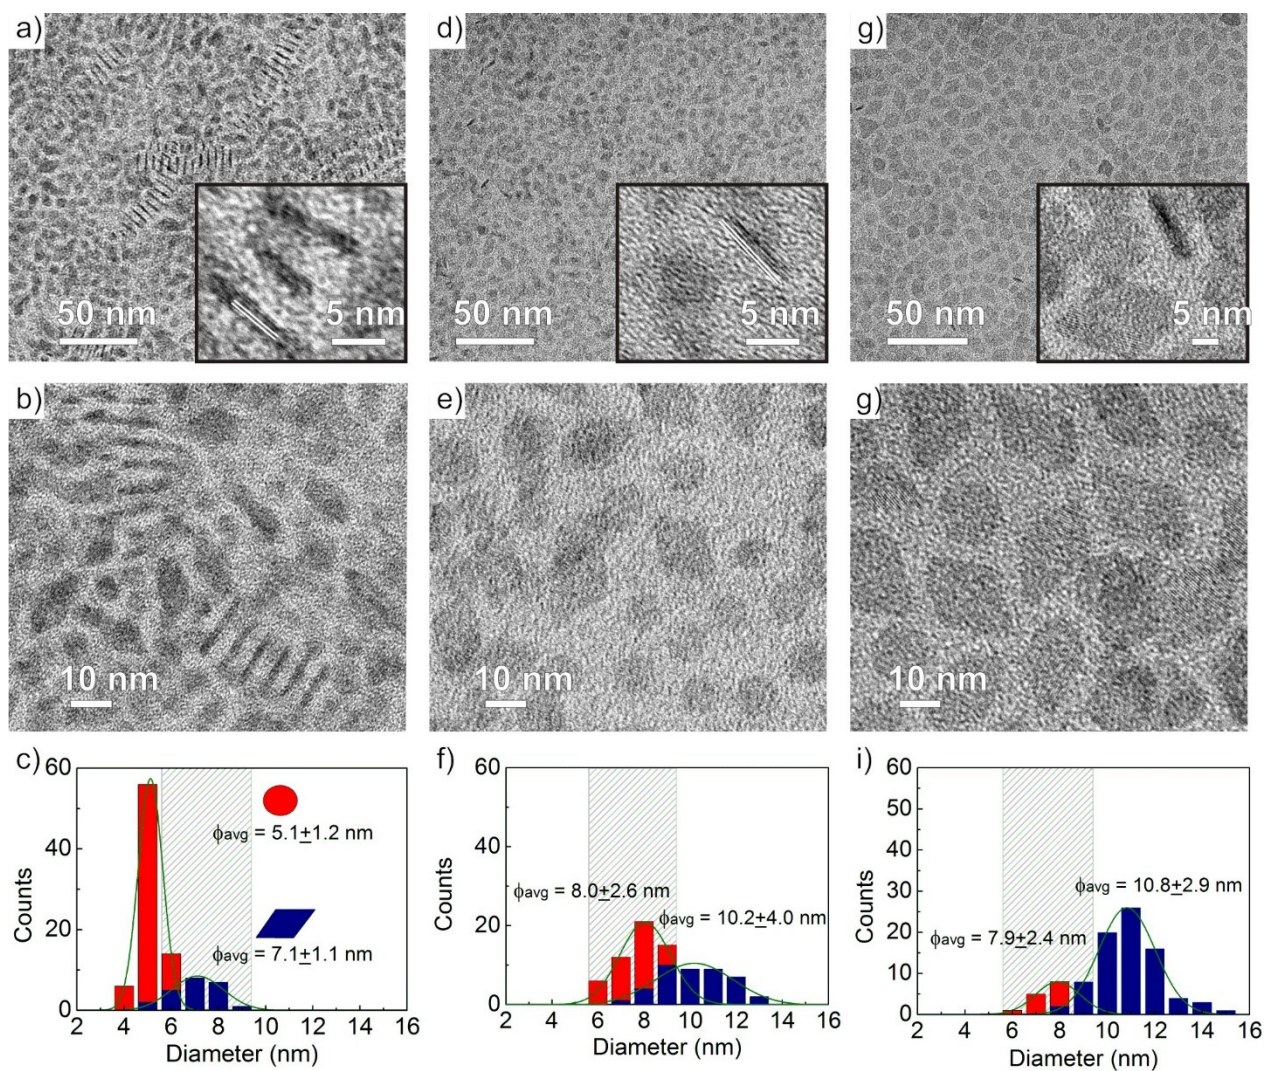 a)
50 nm
5 nm
d)
50 nm
5 nm
g)
50 nm
5 nm
b)
10 nm
e)
10 nm
g)
10 nm
c)
60
40
20
0
2 4 6 8 10 12 14 16
Counts
Diameter (nm)
ϕavg = 5.1±1.2 nm
ϕavg = 7.1±1.1 nm
f)
60
40
20
0
2 4 6 8 10 12 14 16
Counts
Diameter (nm)
ϕavg = 8.0±2.6 nm
ϕavg = 10.2±4.0 nm
i)
60
50
40
30
20
10
0
2 4 6 8 10 12 14 16
Counts
Diameter (nm)
ϕavg = 10.8±2.9 nm
ϕavg = 7.9±2.4 nm